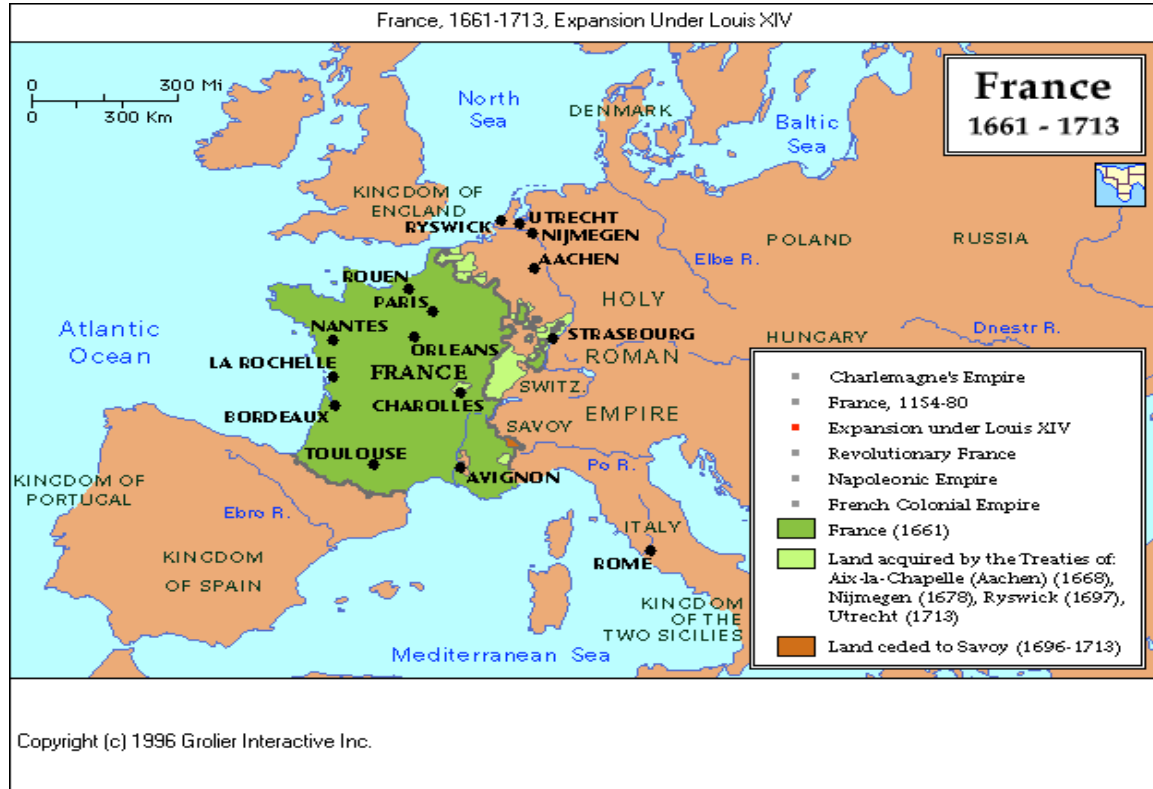 France, 1661-1713, Expansion Under Louis XIV
0 300 Mi
0 300 Km
North
Sea
DENMARK
Baltic
Sea
France
1661 - 1713
KINGDOM OF
ENGLAND
RYSWICK
UTRECHT
NIJMEGEN
AACHEN
POLAND
RUSSIA
Elbe R.
ROUEN
PARIS
HOLY
Atlantic
Ocean
NANTES
ORLEANS
STRASBOURG
HUNGARY
Dnestr R.
ROMAN
LA ROCHELLE
FRANCE
SWITZ.
CHAROLLES
BORDEAUX
SAVOY
EMPIRE
TOULOUSE
AVIGNON
Po R.
KINGDOM OF
PORTUGAL
Ebro R.
ITALY
KINGDOM
OF SPAIN
ROME
KINGDOM
OF THE
TWO SICILIES
Mediterranean Sea
Charlemagne's Empire
France, 1154-80
Expansion under Louis XIV
Revolutionary France
Napoleonic Empire
French Colonial Empire
France (1661)
Land acquired by the Treaties of:
Aix-la-Chapelle (Aachen) (1668),
Nijmegen (1678), Ryswick (1697),
Utrecht (1713)
Land ceded to Savoy (1696-1713)
Copyright (c) 1996 Grolier Interactive Inc.